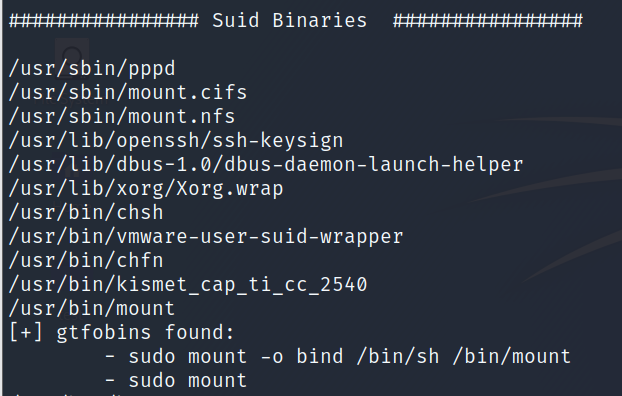 ################ Suid Binaries ################
/usr/sbin/pppd
/usr/sbin/mount.cifs
/usr/sbin/mount.nfs
/usr/lib/openssh/ssh-keysign
/usr/lib/dbus-1.0/dbus-daemon-launch-helper
/usr/lib/xorg/Xorg.wrap
/usr/bin/chsh
/usr/bin/vmware-user-suid-wrapper
/usr/bin/chfn
/usr/bin/kismet_cap_ti_cc_2540
/usr/bin/mount
[+] gtfobins found:
- sudo mount -o bind /bin/sh /bin/mount
- sudo mount